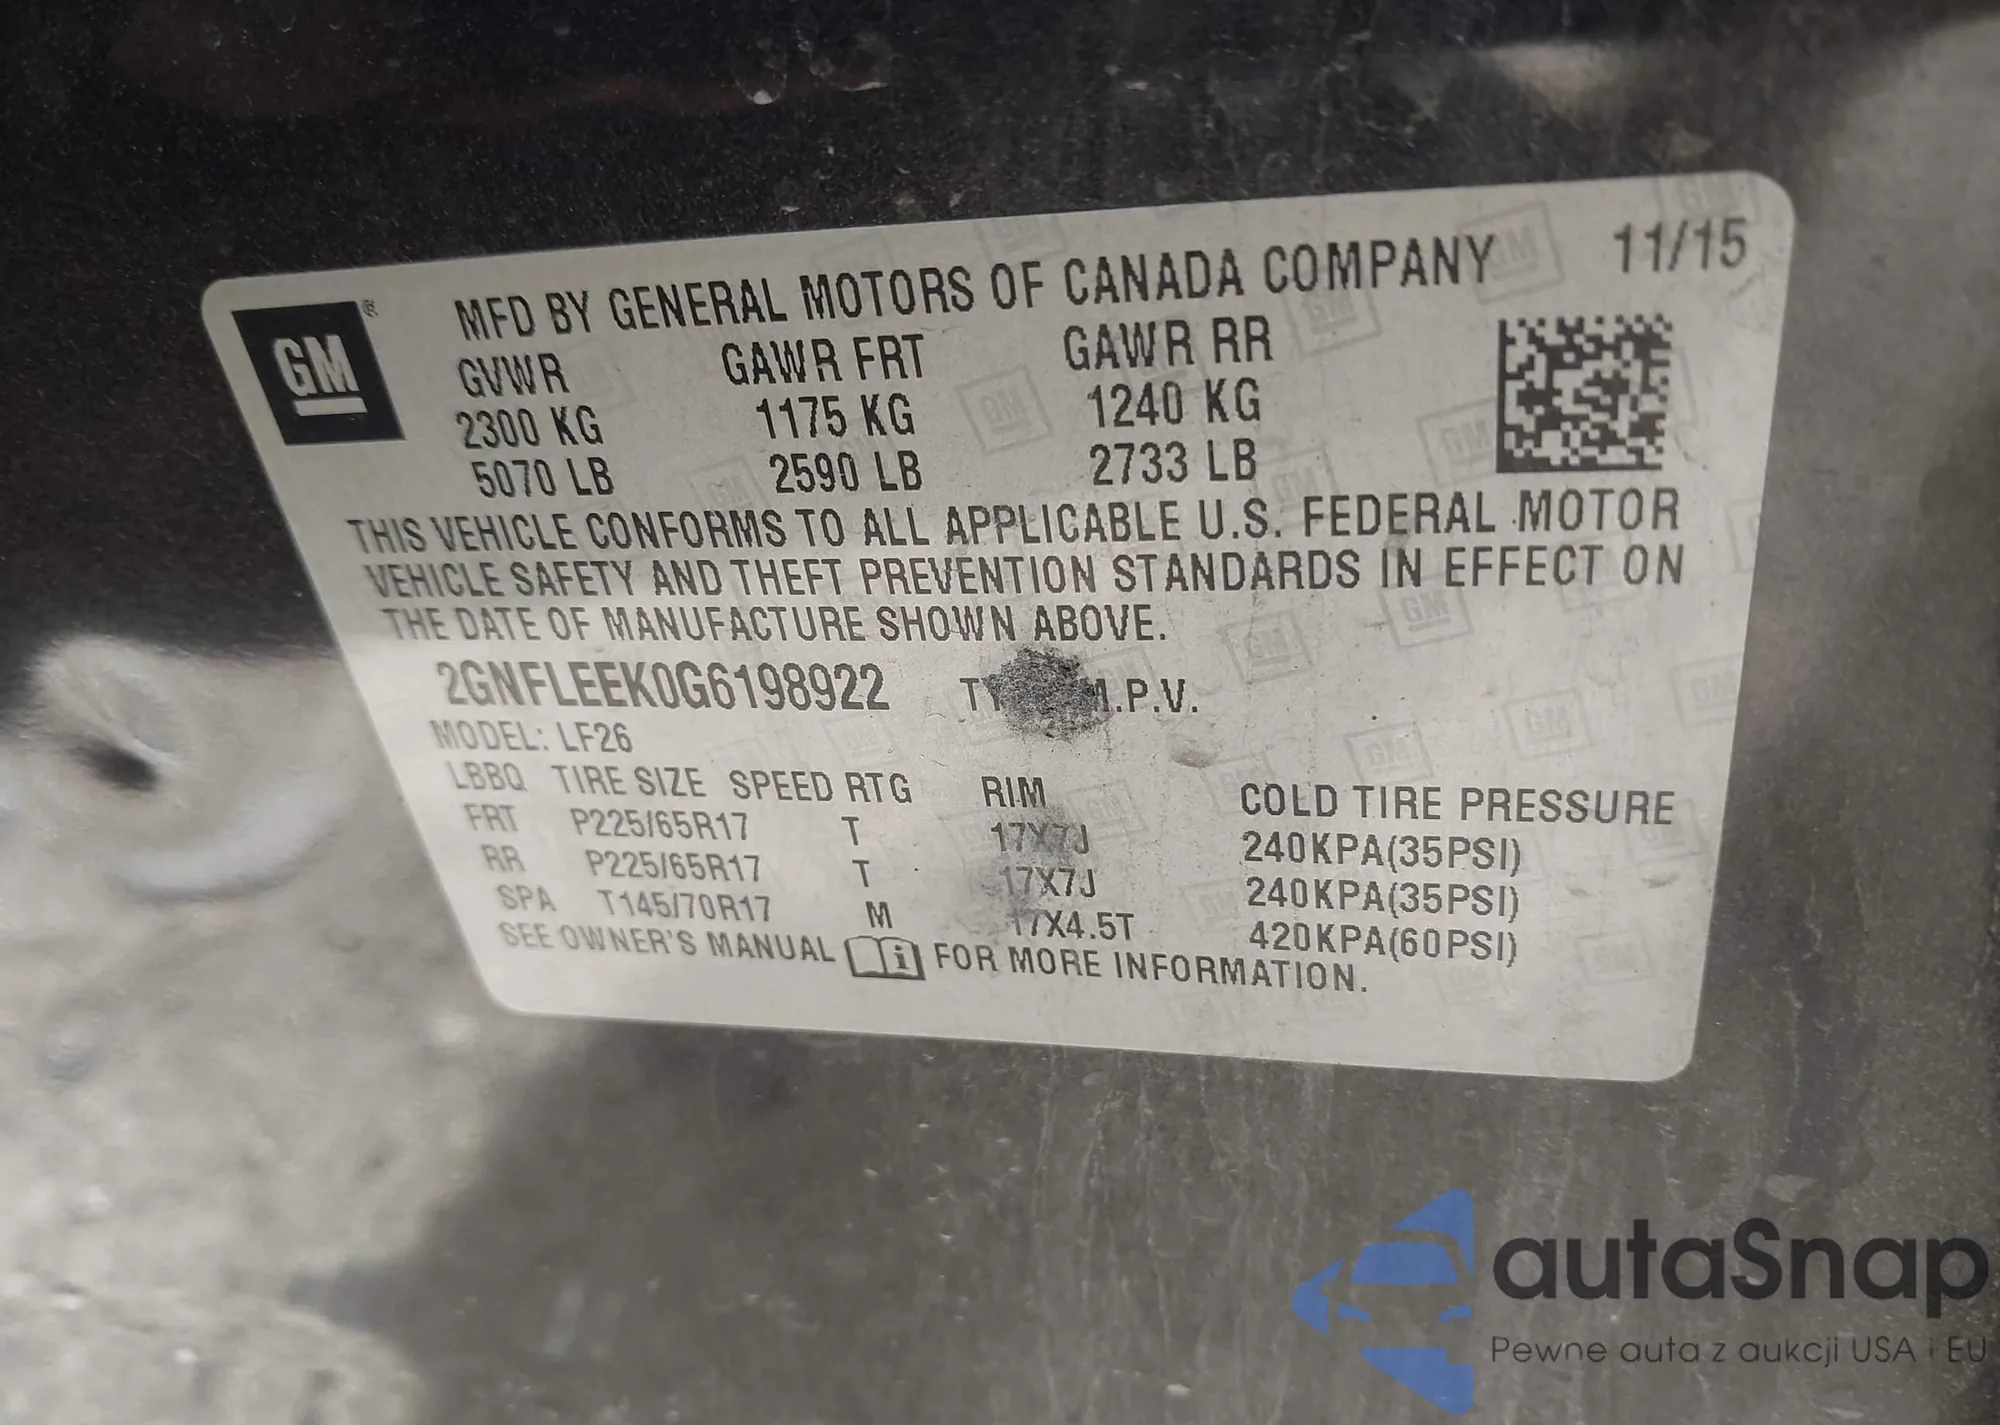 GM ®
MFD BY GENERAL MOTORS OF CANADA COMPANY 11/15
GVWR GAWR FRT GAWR RR
2300 KG 1175 KG 1240 KG
5070 LB 2590 LB 2733 LB
THIS VEHICLE CONFORMS TO ALL APPLICABLE U.S. FEDERAL MOTOR
VEHICLE SAFETY AND THEFT PREVENTION STANDARDS IN EFFECT ON
THE DATE OF MANUFACTURE SHOWN ABOVE.
2GNFLEEK0G6198922 M.P.V.
MODEL: LF26
LBBQ TIRE SIZE SPEED RTG RIM COLD TIRE PRESSURE
FRT P225/65R17 T 17X7J 240KPA(35PSI)
RR P225/65R17 T 17X7J 240KPA(35PSI)
SPA T145/70R17 M 17X4.5T 420KPA(60PSI)
SEE OWNER'S MANUAL i FOR MORE INFORMATION.
autaSnap
Pewne auta z aukcji USA i EU